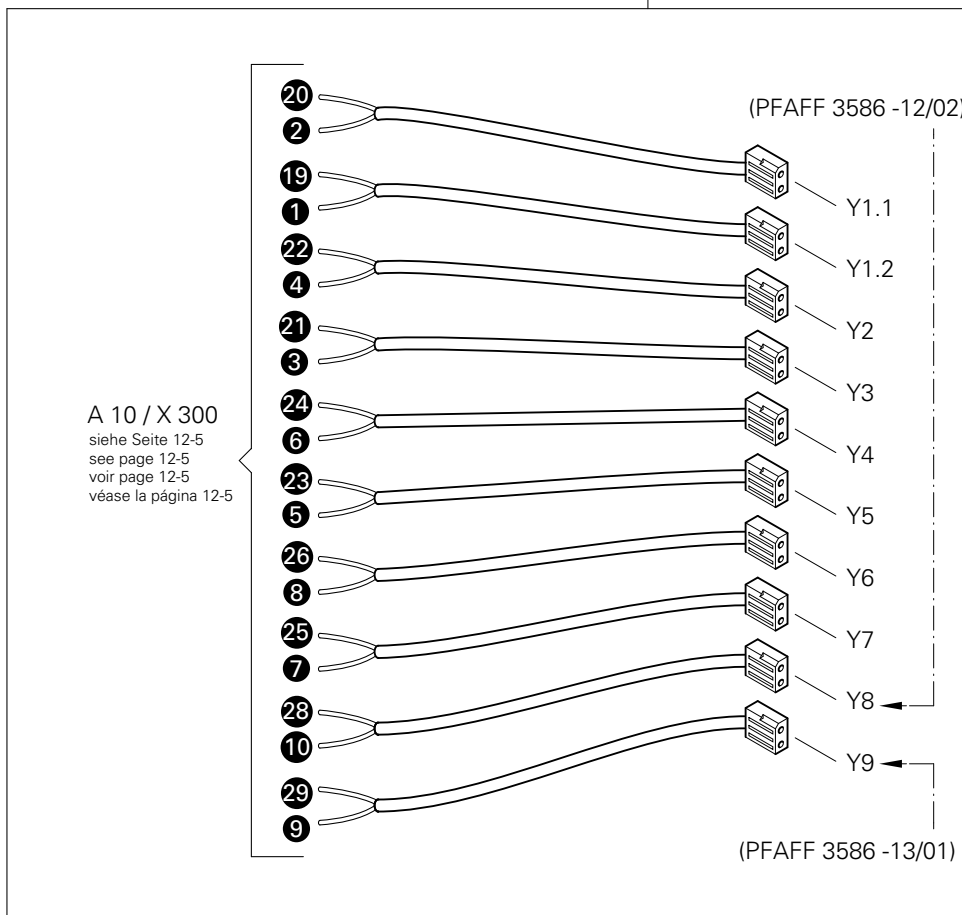 (PFAFF 3586 -12/02)
20
2
Y1.1
19
1
Y1.2
22
4
Y2
21
3
Y3
A 10 / X 300
siehe Seite 12-5
see page 12-5
voir page 12-5
véase la página 12-5
24
6
Y4
23
5
Y5
26
8
Y6
25
7
Y7
28
10
Y8
29
9
Y9
(PFAFF 3586 -13/01)